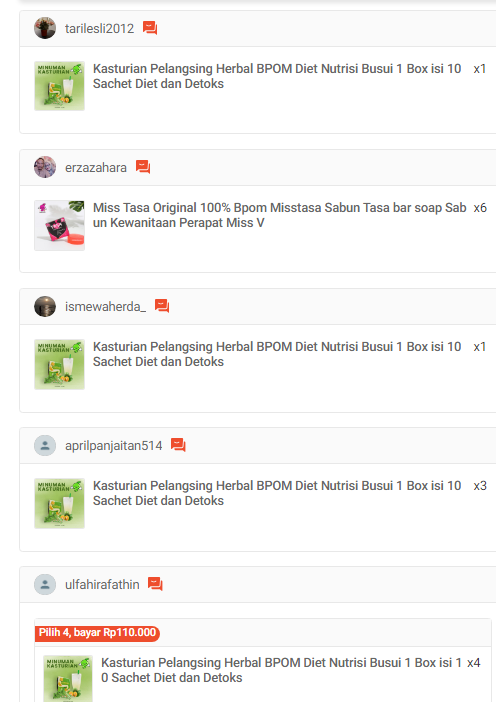 tarilesli2012
MINUMAN
KASTURIAN
Kasturian Pelangsing Herbal BPOM Diet Nutrisi Busui 1 Box isi 10
x1
Sachet Diet dan Detoks
erzazahara
Miss Tasa Original 100% Bpom Misstasa Sabun Tasa bar soap Sab
x6
un Kewanitaan Perapat Miss V
ismewaherda_
MINUMAN
KASTURIAN
Kasturian Pelangsing Herbal BPOM Diet Nutrisi Busui 1 Box isi 10
x1
Sachet Diet dan Detoks
aprilpanjaitan514
MINUMAN
KASTURIAN
Kasturian Pelangsing Herbal BPOM Diet Nutrisi Busui 1 Box isi 10
x3
Sachet Diet dan Detoks
ulfahirafathin
Pilih 4, bayar Rp110.000
MINUMAN
KASTURIAN
Kasturian Pelangsing Herbal BPOM Diet Nutrisi Busui 1 Box isi 1
x4
0 Sachet Diet dan Detoks